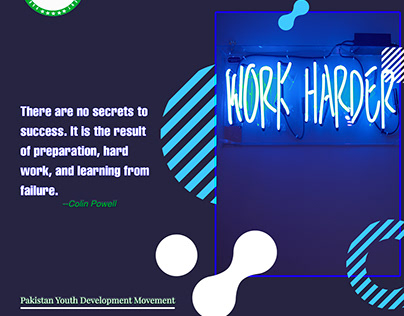 WORK HARDER
There are no secrets to
success. It is the result
of preparation, hard
work, and learning from
failure.
—Colin Powell
Pakistan Youth Development Movement